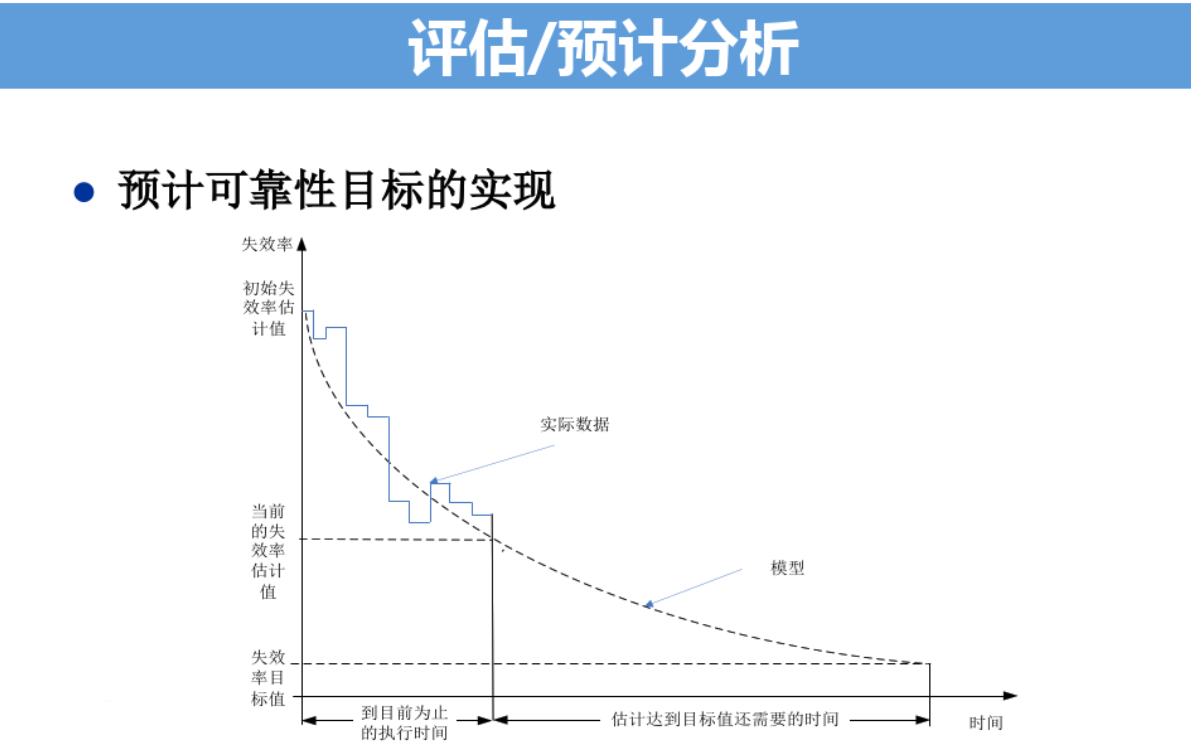 评估/预计分析
预计可靠性目标的实现
失效率
初始失
效率估
计值
实际数据
当前
的失
效率
估计
值
模型
失效
率目
标值
到目前为止
的执行时间
估计达到目标值还需要的时间
时间